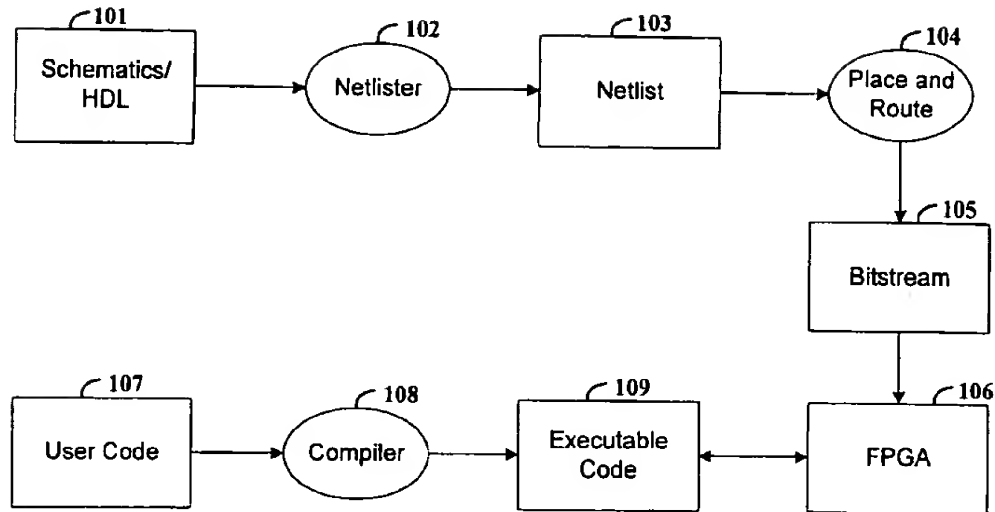 101
Schematics/
HDL
102
Netlister
103
Netlist
104
Place and
Route
105
Bitstream
107
User Code
108
Compiler
109
Executable
Code
106
FPGA